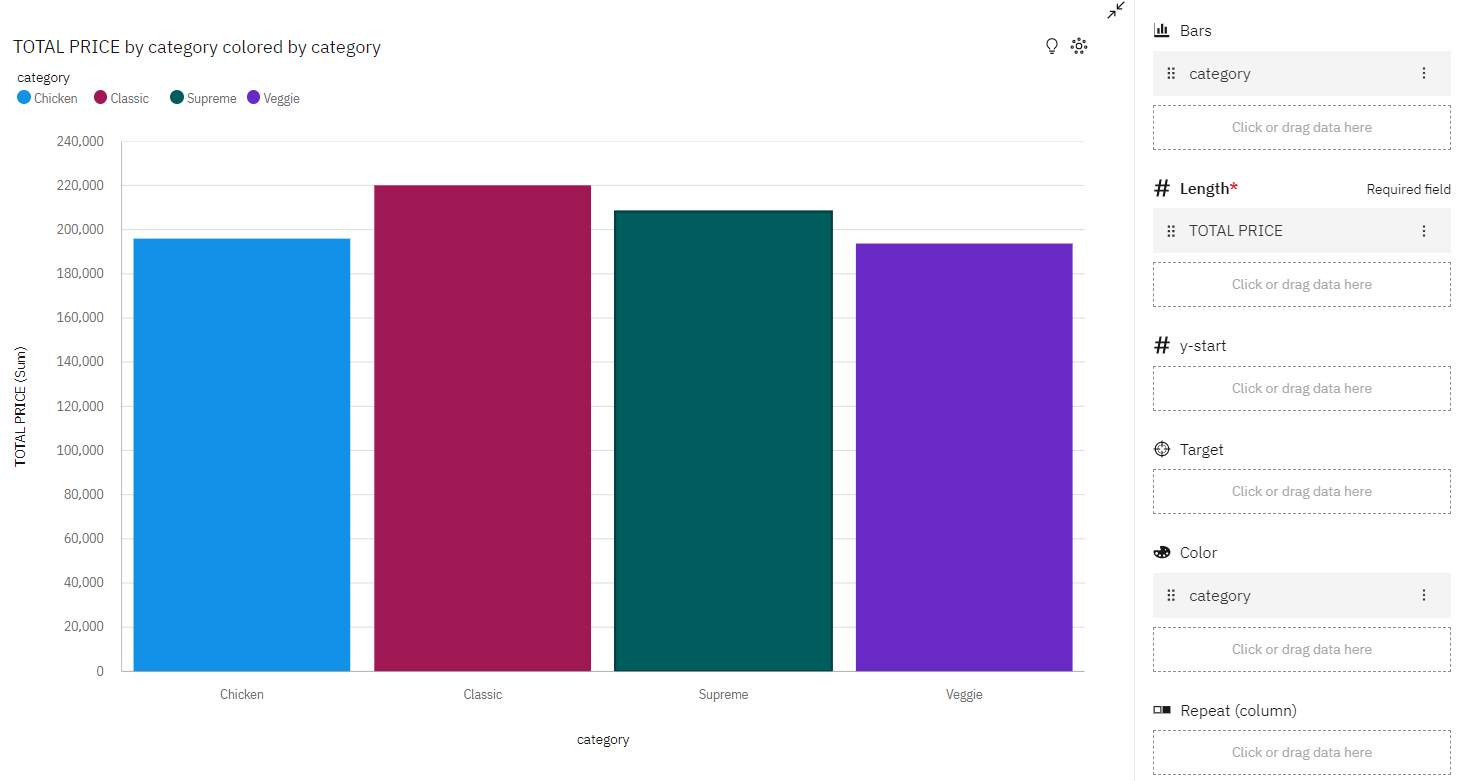 TOTAL PRICE by category colored by category
category
Chicken Classic Supreme Veggie
TOTAL PRICE (Sum)
240,000
220,000
200,000
180,000
160,000
140,000
120,000
100,000
80,000
60,000
40,000
20,000
0
Chicken Classic Supreme Veggie
category
Bars
category
Click or drag data here
# Length* Required field
TOTAL PRICE
Click or drag data here
# y-start
Click or drag data here
Target
Click or drag data here
Color
category
Click or drag data here
Repeat (column)
Click or drag data here